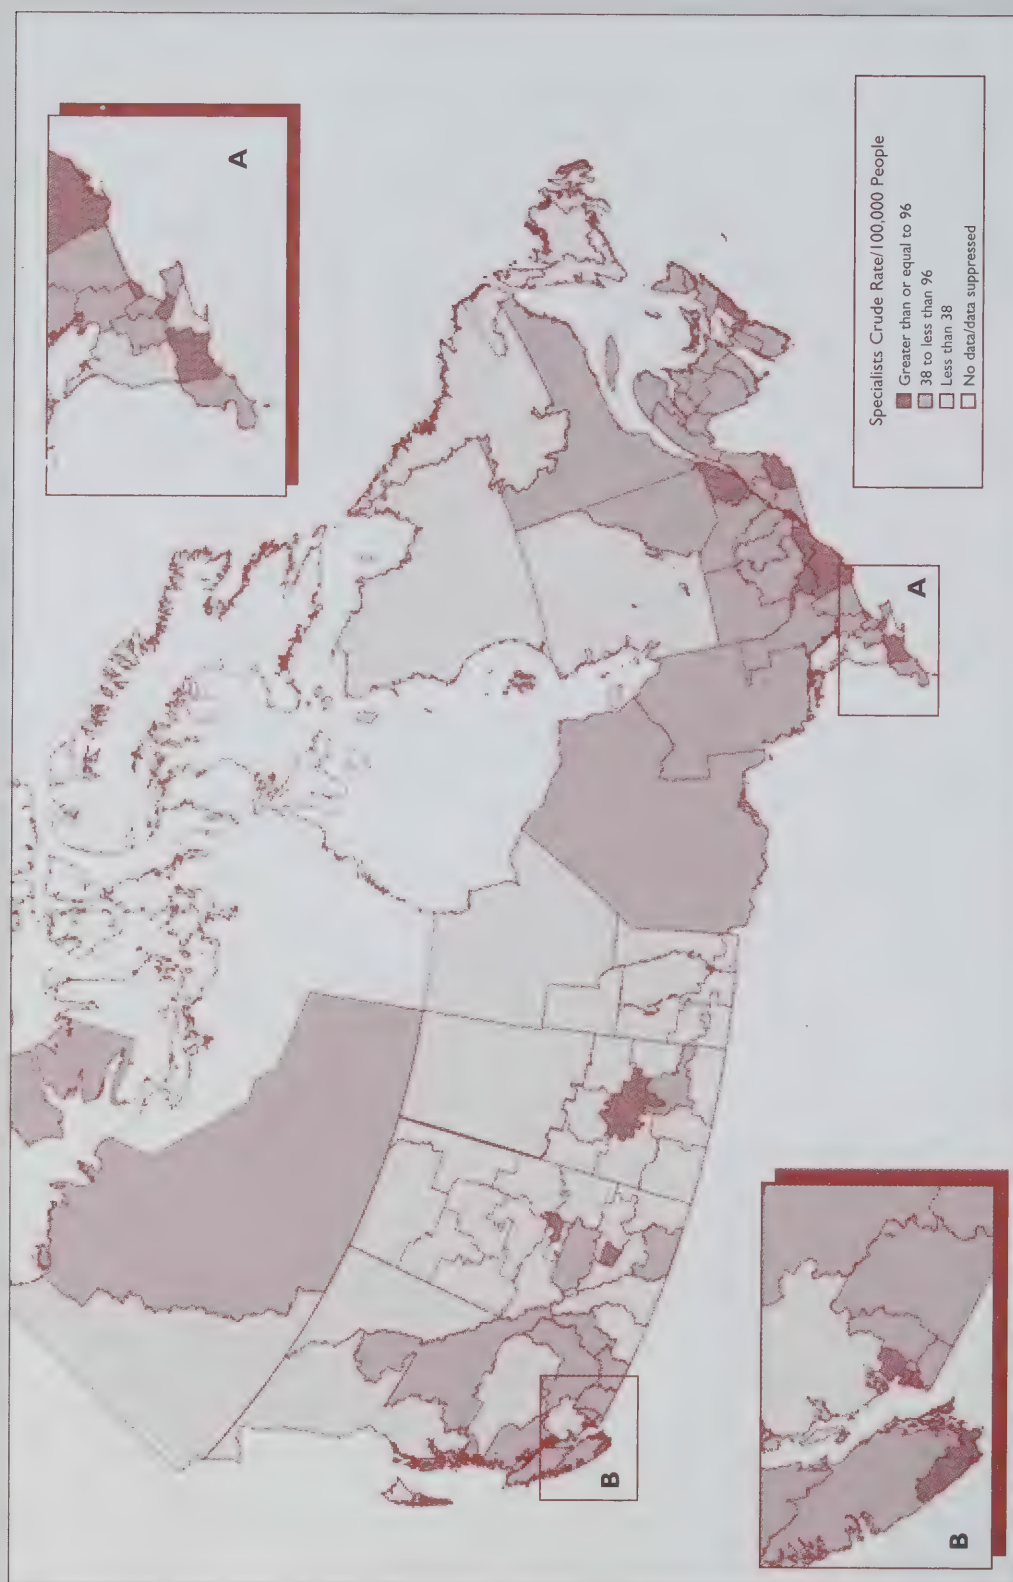 A
Specialists Crude Rate/100,000 People
Greater than or equal to 96
38 to less than 96
Less than 38
No data/data suppressed
A
B
B